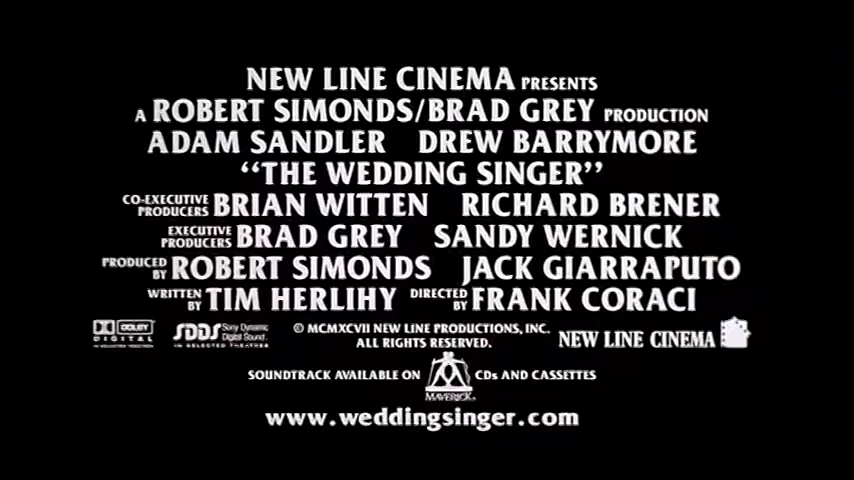 NEW LINE CINEMA PRESENTS
A ROBERT SIMONDS/BRAD GREY PRODUCTION
ADAM SANDLER DREW BARRYMORE
“THE WEDDING SINGER”
CO-EXECUTIVE PRODUCERS BRIAN WITTEN RICHARD BRENER
EXECUTIVE PRODUCERS BRAD GREY SANDY WERNICK
PRODUCED BY ROBERT SIMONDS JACK GIARRAPUTO
WRITTEN BY TIM HERLIHY DIRECTED BY FRANK CORACI
DOLBY DIGITAL
SDDS Sony Dynamic Digital Sound
IN SELECTED THEATRES
© MCMXCVII NEW LINE PRODUCTIONS, INC.
ALL RIGHTS RESERVED.
NEW LINE CINEMA
SOUNDTRACK AVAILABLE ON MAVERICK CDs AND CASSETTES
www.weddingsinger.com